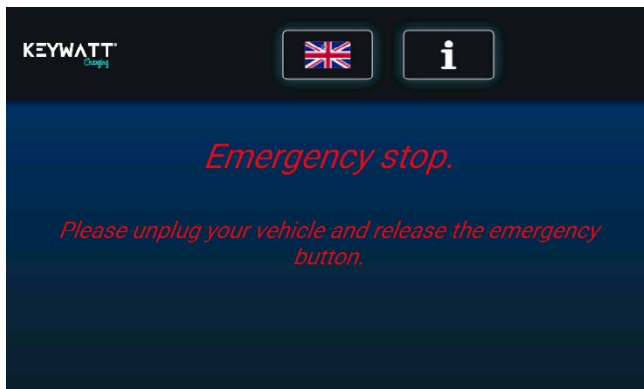 KEYWATT®
Charging
i
Emergency stop.
Please unplug your vehicle and release the emergency
button.